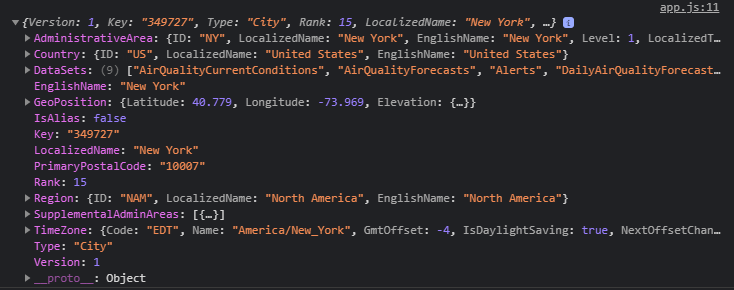 app.js:11
▼{Version: 1, Key: "349727", Type: "City", Rank: 15, LocalizedName: "New York", …} i
▶AdministrativeArea: {ID: "NY", LocalizedName: "New York", EnglishName: "New York", Level: 1, LocalizedT…
▶Country: {ID: "US", LocalizedName: "United States", EnglishName: "United States"}
▶DataSets: (9) ["AirQualityCurrentConditions", "AirQualityForecasts", "Alerts", "DailyAirQualityForecast…
EnglishName: "New York"
▶GeoPosition: {Latitude: 40.779, Longitude: -73.969, Elevation: {…}}
IsAlias: false
Key: "349727"
LocalizedName: "New York"
PrimaryPostalCode: "10007"
Rank: 15
▶Region: {ID: "NAM", LocalizedName: "North America", EnglishName: "North America"}
▶SupplementalAdminAreas: [{…}]
▶TimeZone: {Code: "EDT", Name: "America/New_York", GmtOffset: -4, IsDaylightSaving: true, NextOffsetChan…
Type: "City"
Version: 1
▶__proto__: Object